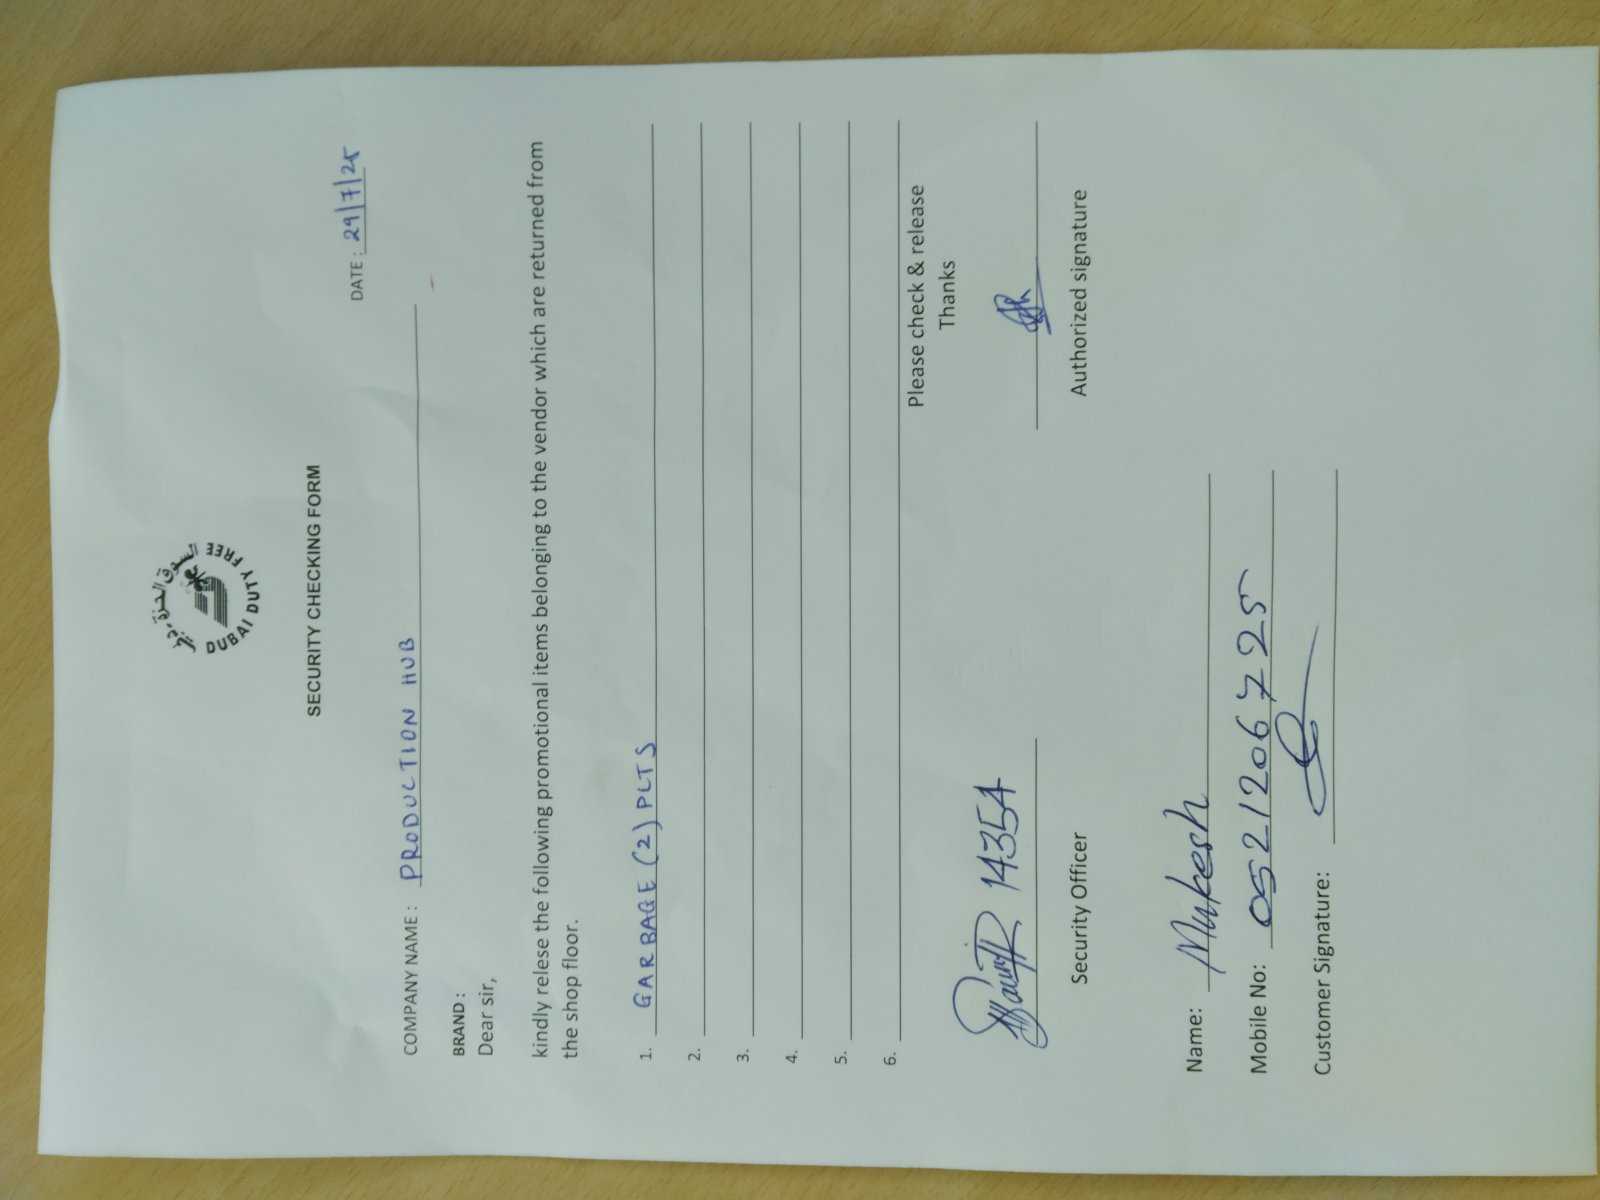 السوق الحرة دبي
DUBAI DUTY FREE
SECURITY CHECKING FORM
DATE : 29/7/25
COMPANY NAME : PRODUCTION HUB
BRAND :
Dear sir,
kindly relese the following promotional items belonging to the vendor which are returned from
the shop floor.
1. GARBAGE (2) PLTS
2.
3.
4.
5.
6.
Please check & release
Thanks
14354
Security Officer
Authorized signature
Name: Mukesh
Mobile No: 0521206725
Customer Signature: